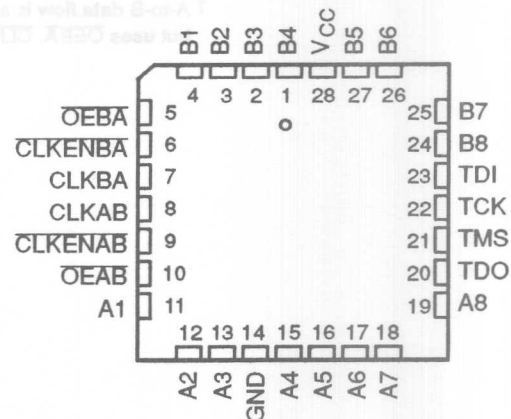 B1 B2 B3 B4 VCC B5 B6
4 3 2 1 28 27 26
OEBA 5 25 B7
CLKENBA 6 24 B8
CLKBA 7 23 TDI
CLKAB 8 22 TCK
CLKENAB 9 21 TMS
OEAB 10 20 TDO
A1 11 19 A8
12 13 14 15 16 17 18
A2 A3 GND A4 A5 A6 A7